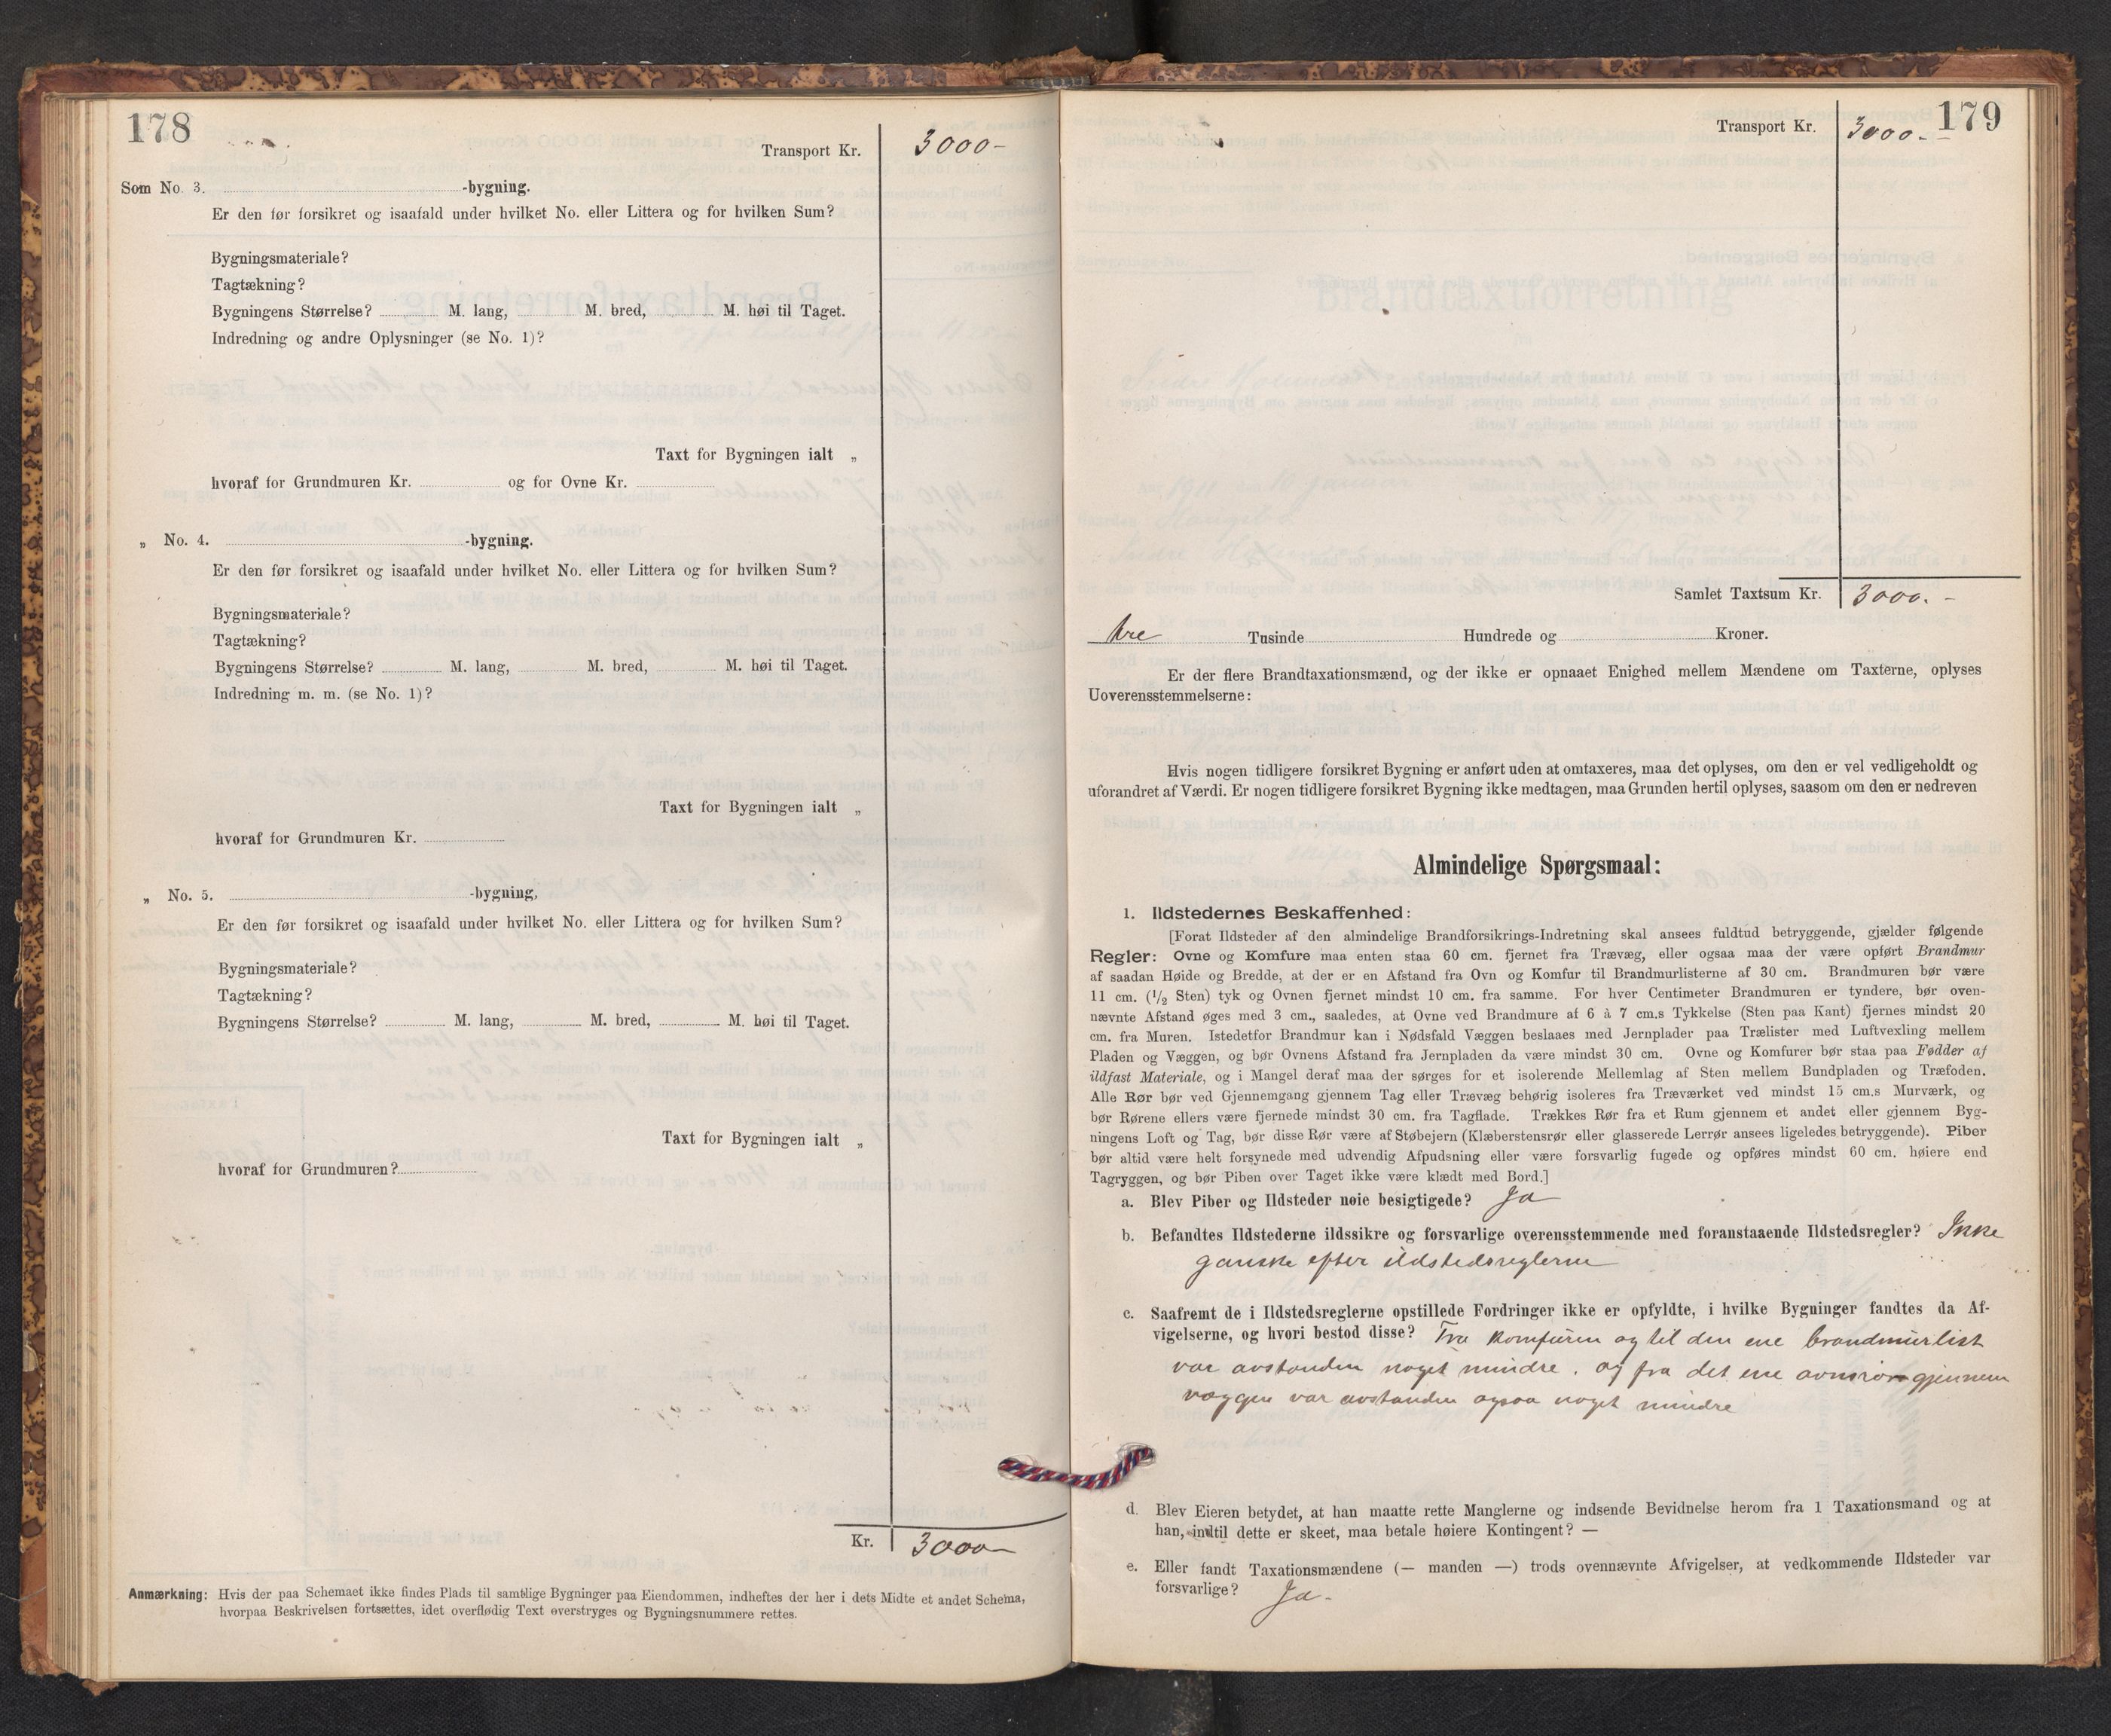 178
Transport Kr. 3000-
Som No. 3. -bygning.
Er den før forsikret og isaafald under hvilket No. eller Littera og for hvilken Sum?
Bygningsmateriale?
Tagtækning?
Bygningens Størrelse? M. lang, M. bred, M. høi til Taget.
Indredning og andre Oplysninger (se No. 1)?
Taxt for Bygningen ialt „
hvoraf for Grundmuren Kr. og for Ovne Kr.
„ No. 4. -bygning.
Er den før forsikret og isaafald under hvilket No. eller Littera og for hvilken Sum?
Bygningsmateriale?
Tagtækning?
Bygningens Størrelse? M. lang, M. bred, M. høi til Taget.
Indredning m. m. (se No. 1)?
Taxt for Bygningen ialt „
hvoraf for Grundmuren Kr.
„ No. 5. -bygning,
Er den før forsikret og isaafald under hvilket No. eller Littera og for hvilken Sum?
Bygningsmateriale?
Tagtækning?
Bygningens Størrelse? M. lang, M. bred, M. høi til Taget.
Taxt for Bygningen ialt „
hvoraf for Grundmuren?
Kr. 3000-
Anmærkning: Hvis der paa Schemaet ikke findes Plads til samtlige Bygninger paa Eiendommen, indheftes der her i dets Midte et andet Schema,
hvorpaa Beskrivelsen fortsættes, idet overflødig Text overstryges og Bygningsnummere rettes.
179
Transport Kr. 3000.-
Samlet Taxtsum Kr. 3000.-
tre Tusinde Hundrede og Kroner.
Er der flere Brandtaxationsmænd, og der ikke er opnaaet Enighed mellem Mændene om Taxterne, oplyses
Uoverensstemmelserne:
Hvis nogen tidligere forsikret Bygning er anført uden at omtaxeres, maa det oplyses, om den er vel vedligeholdt og
uforandret af Værdi. Er nogen tidligere forsikret Bygning ikke medtagen, maa Grunden hertil oplyses, saasom om den er nedreven
Almindelige Spørgsmaal:
1. Ildstedernes Beskaffenhed:
[Forat Ildsteder af den almindelige Brandforsikrings-Indretning skal ansees fuldtud betryggende, gjælder følgende
Regler: Ovne og Komfure maa enten staa 60 cm. fjernet fra Trævæg, eller ogsaa maa der være opført Brandmur
af saadan Høide og Bredde, at der er en Afstand fra Ovn og Komfur til Brandmurlisterne af 30 cm. Brandmuren bør være
11 cm. (1/2 Sten) tyk og Ovnen fjernet mindst 10 cm. fra samme. For hver Centimeter Brandmuren er tyndere, bør oven-
nævnte Afstand øges med 3 cm., saaledes, at Ovne ved Brandmure af 6 à 7 cm.s Tykkelse (Sten paa Kant) fjernes mindst 20
cm. fra Muren. Istedetfor Brandmur kan i Nødsfald Væggen beslaaes med Jernplader paa Trælister med Luftvexling mellem
Pladen og Væggen, og bør Ovnens Afstand fra Jernpladen da være mindst 30 cm. Ovne og Komfurer bør staa paa Fødder af
ildfast Materiale, og i Mangel deraf maa der sørges for et isolerende Mellemlag af Sten mellem Bundpladen og Træfoden.
Alle Rør bør ved Gjennemgang gjennem Tag eller Trævæg behørig isoleres fra Træværket ved mindst 15 cm.s Murværk, og
bør Rørene ellers være fjernede mindst 30 cm. fra Tagflade. Trækkes Rør fra et Rum gjennem et andet eller gjennem Byg-
ningens Loft og Tag, bør disse Rør være af Støbejern (Klæberstensrør eller glasserede Lerrør ansees ligeledes betryggende). Piber
bør altid være helt forsynede med udvendig Afpudsning eller være forsvarlig fugede og opføres mindst 60 cm. høiere end
Tagryggen, og bør Piben over Taget ikke være klædt med Bord.]
a. Blev Piber og Ildsteder nøie besigtigede? Ja
b. Befandtes Ildstederne ildssikre og forsvarlige overensstemmende med foranstaaende Ildstedsregler? Ikke
ganske efter ildstedsreglerne
c. Saafremt de i Ildstedsreglerne opstillede Fordringer ikke er opfyldte, i hvilke Bygninger fandtes da Af-
vigelserne, og hvori bestod disse? Fra komfuren og til den ene brandmurlist
var avstanden noget mindre. og fra det ene avnsrør gjennem
væggen var avstanden ogsaa noget mindre
d. Blev Eieren betydet, at han maatte rette Manglerne og indsende Bevidnelse herom fra 1 Taxationsmand og at
han, indtil dette er skeet, maa betale høiere Kontingent? —
e. Eller fandt Taxationsmændene (— manden —) trods ovennævnte Afvigelser, at vedkommende Ildsteder var
forsvarlige? Ja-